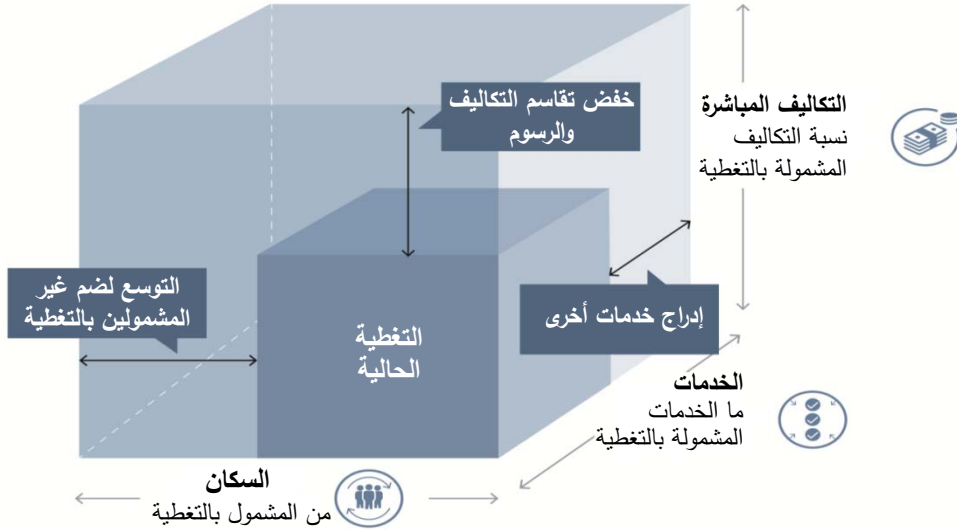 خفض تقاسم التكاليف
والرسوم
التكاليف المباشرة
نسبة التكاليف
المشمولة بالتغطية
التوسع لضم غير
المشمولين بالتغطية
إدراج خدمات أخرى
التغطية
الحالية
الخدمات
ما الخدمات
المشمولة بالتغطية
السكان
من المشمول بالتغطية